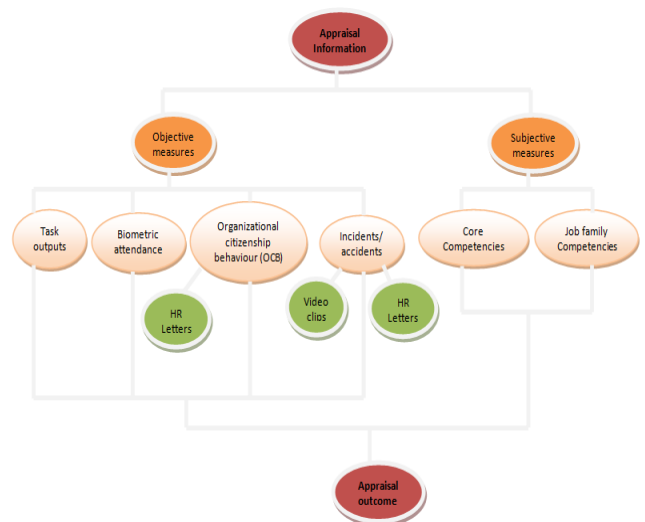 Appraisal
Information
Objective
measures
Subjective
measures
Task
outputs
Biometric
attendance
Organizational
citizenship
behaviour (OCB)
Incidents/
accidents
Core
Competencies
Job family
Competencies
HR
Letters
Video
clips
HR
Letters
Appraisal
outcome